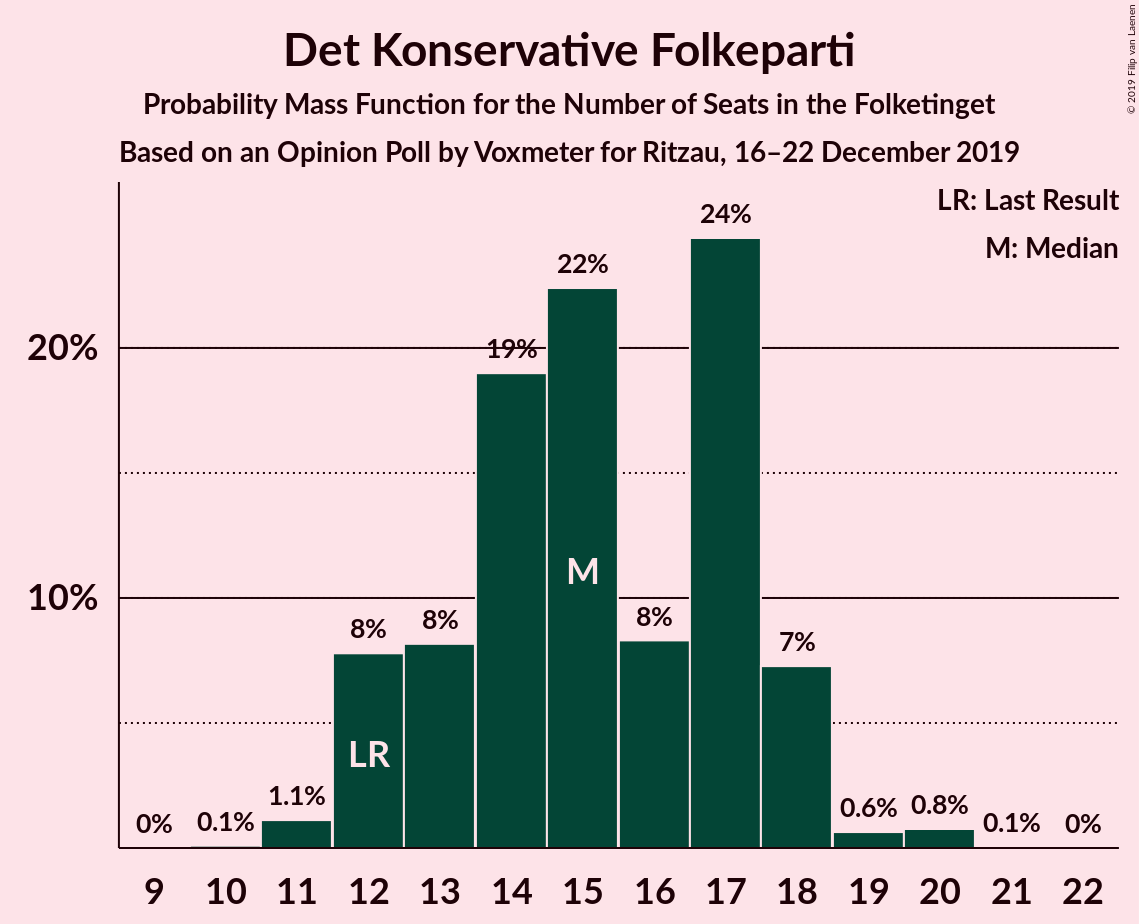 Det Konservative Folkeparti
Probability Mass Function for the Number of Seats in the Folketinget
Based on an Opinion Poll by Voxmeter for Ritzau, 16–22 December 2019
© 2019 Filip van Laenen
LR: Last Result
M: Median
20%
10%
0%
0.1%
1.1%
8%
8%
19%
22%
8%
24%
7%
0.6%
0.8%
0.1%
0%
LR
M
9 10 11 12 13 14 15 16 17 18 19 20 21 22